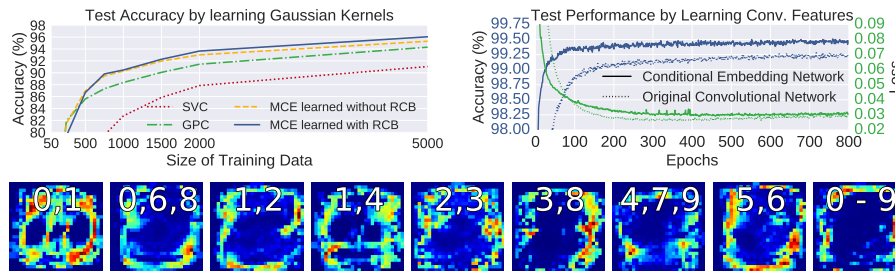 Test Accuracy by learning Gaussian Kernels
Accuracy (%)
98
96
94
92
90
88
86
84
82
80
50 500 1000 1500 2000 5000
Size of Training Data
SVC
GPC
MCE learned without RCB
MCE learned with RCB
Test Performance by Learning Conv. Features
Accuracy (%)
99.75
99.50
99.25
99.00
98.75
98.50
98.25
98.00
0.09
0.08
0.07
0.06
0.05
0.04
0.03
0.02
Conditional Embedding Network
Original Convolutional Network
0 100 200 300 400 500 600 700 800
Epochs
0,1 0,6,8 1,2 1,4 2,3 3,8 4,7,9 5,6 0 - 9